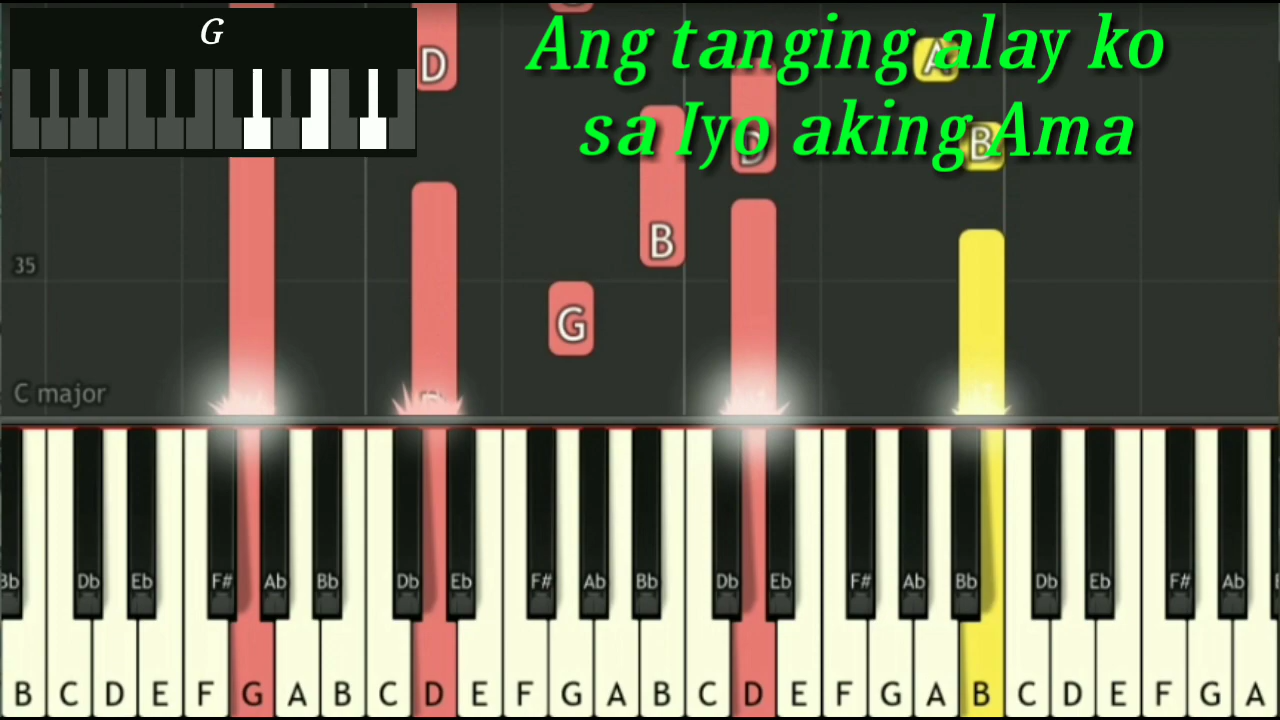 G
Ang tanging alay ko
sa Iyo aking Ama
D
A
D
B
B
35
G
C major
D
Bb Db Eb F# Ab Bb Db Eb F# Ab Bb Db Eb F# Ab Bb Db Eb F# Ab
B C D E F G A B C D E F G A B C D E F G A B C D E F G A